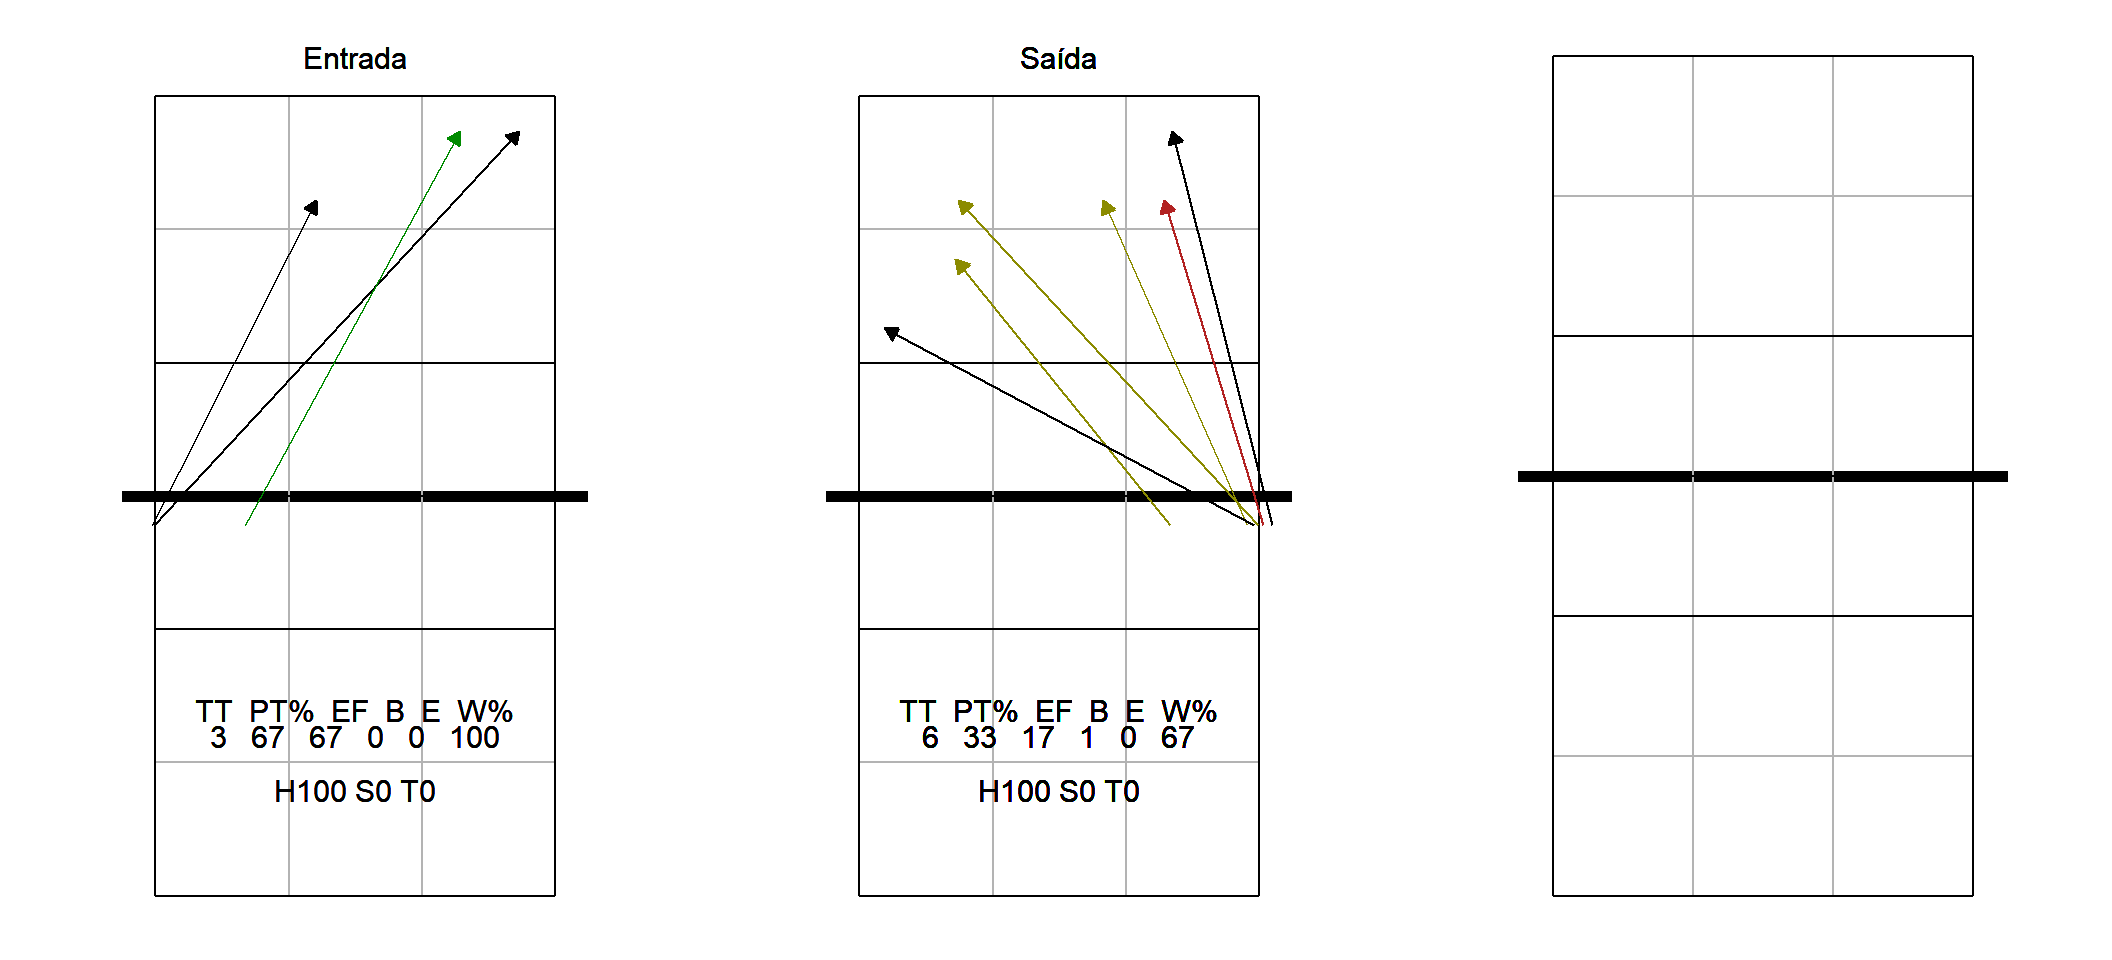 Entrada
TT PT% EF B E W%
3 67 67 0 0 100
H100 S0 T0
Saída
TT PT% EF B E W%
6 33 17 1 0 67
H100 S0 T0